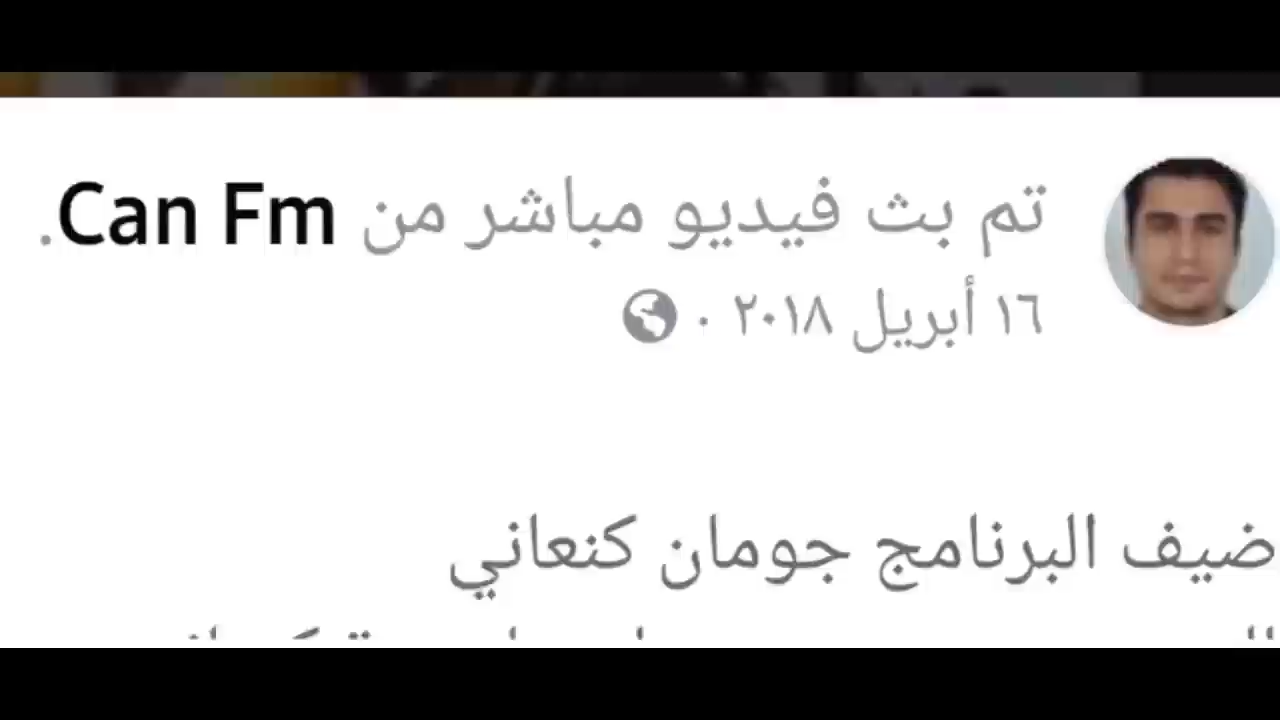 تم بث فيديو مباشر من Can Fm.
١٦ أبريل ٢٠١٨ ·
ضيف البرنامج جومان كنعاني